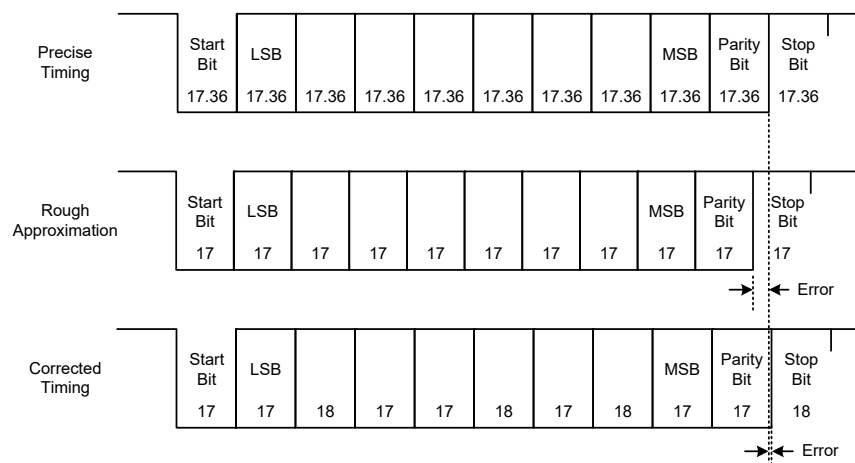 Precise
Timing
Start
Bit
LSB
MSB
Parity
Bit
Stop
Bit
17.36 17.36 17.36 17.36 17.36 17.36 17.36 17.36 17.36 17.36 17.36
Rough
Approximation
Start
Bit
LSB
MSB
Parity
Bit
Stop
Bit
17 17 17 17 17 17 17 17 17 17 17
Error
Corrected
Timing
Start
Bit
LSB
MSB
Parity
Bit
Stop
Bit
17 17 18 17 17 18 17 18 17 17 18
Error